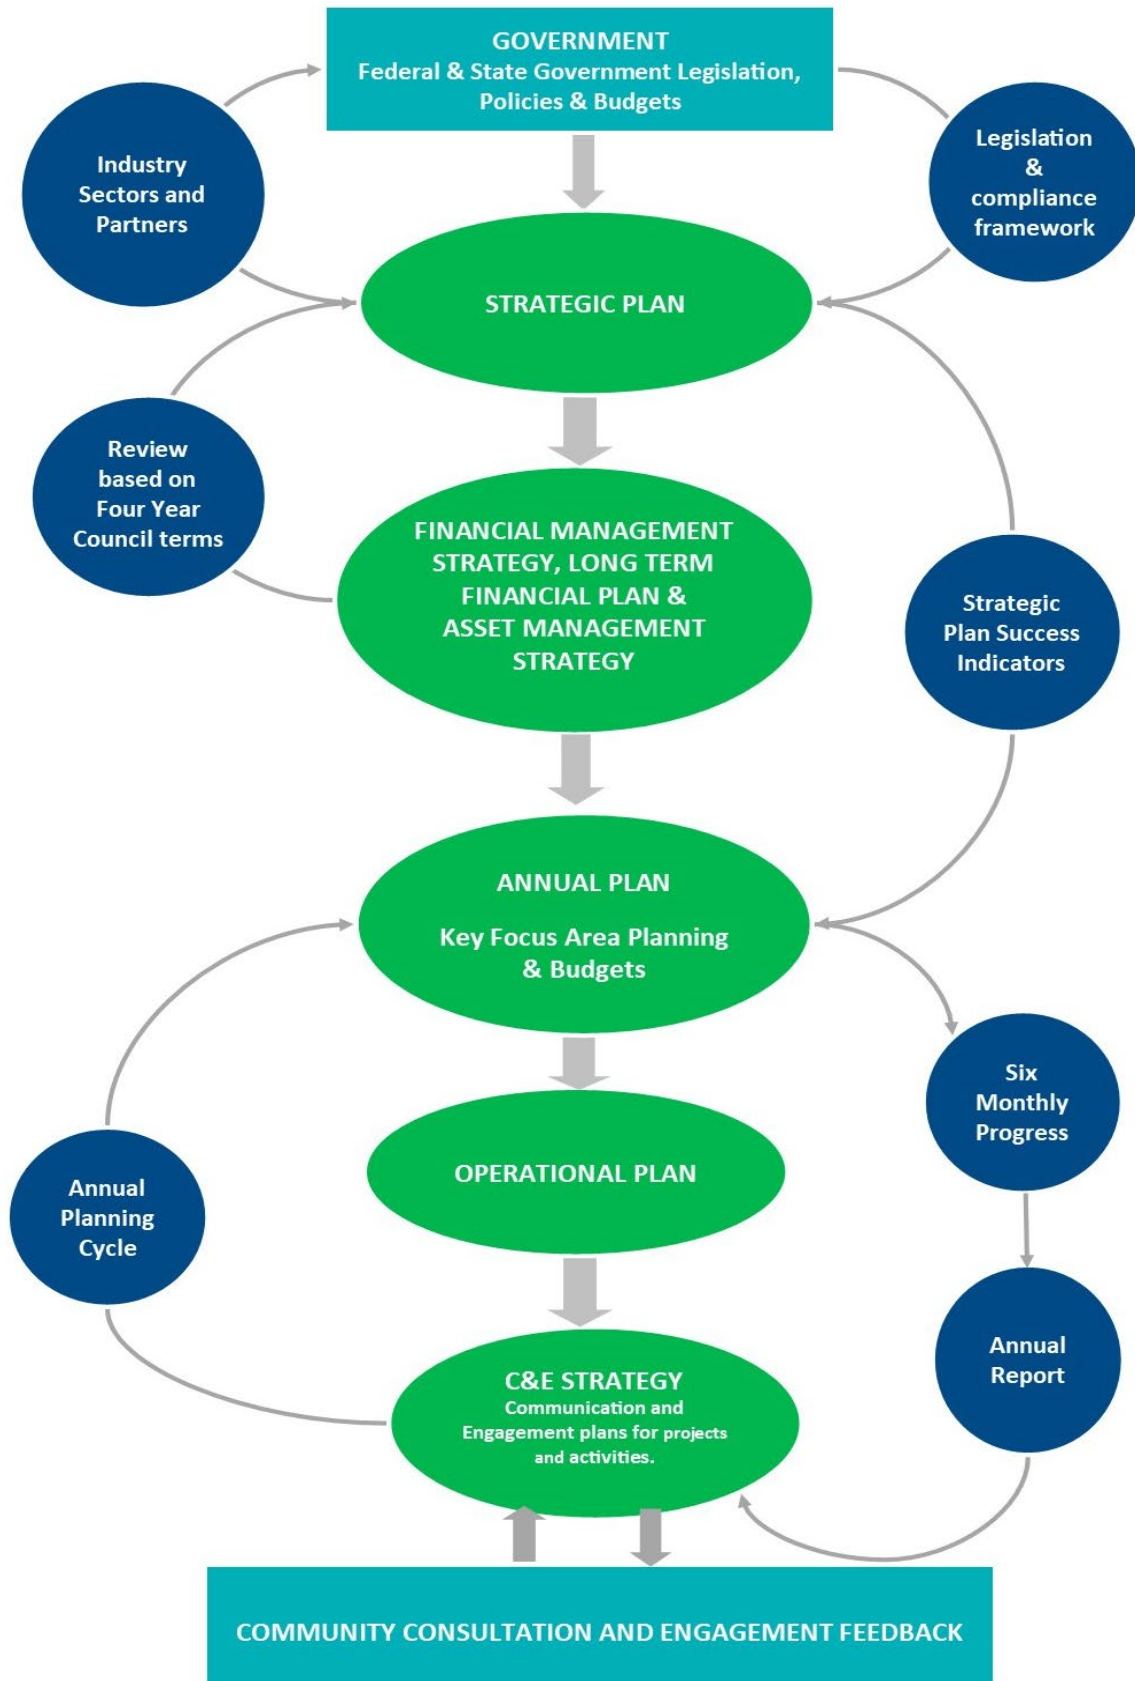 GOVERNMENT
Federal & State Government Legislation,
Policies & Budgets
Industry
Sectors and
Partners
Legislation
&
compliance
framework
STRATEGIC PLAN
Review
based on
Four Year
Council terms
FINANCIAL MANAGEMENT
STRATEGY, LONG TERM
FINANCIAL PLAN &
ASSET MANAGEMENT
STRATEGY
Strategic
Plan Success
Indicators
ANNUAL PLAN
Key Focus Area Planning
& Budgets
Six
Monthly
Progress
OPERATIONAL PLAN
Annual
Planning
Cycle
Annual
Report
C&E STRATEGY
Communication and
Engagement plans for projects
and activities.
COMMUNITY CONSULTATION AND ENGAGEMENT FEEDBACK